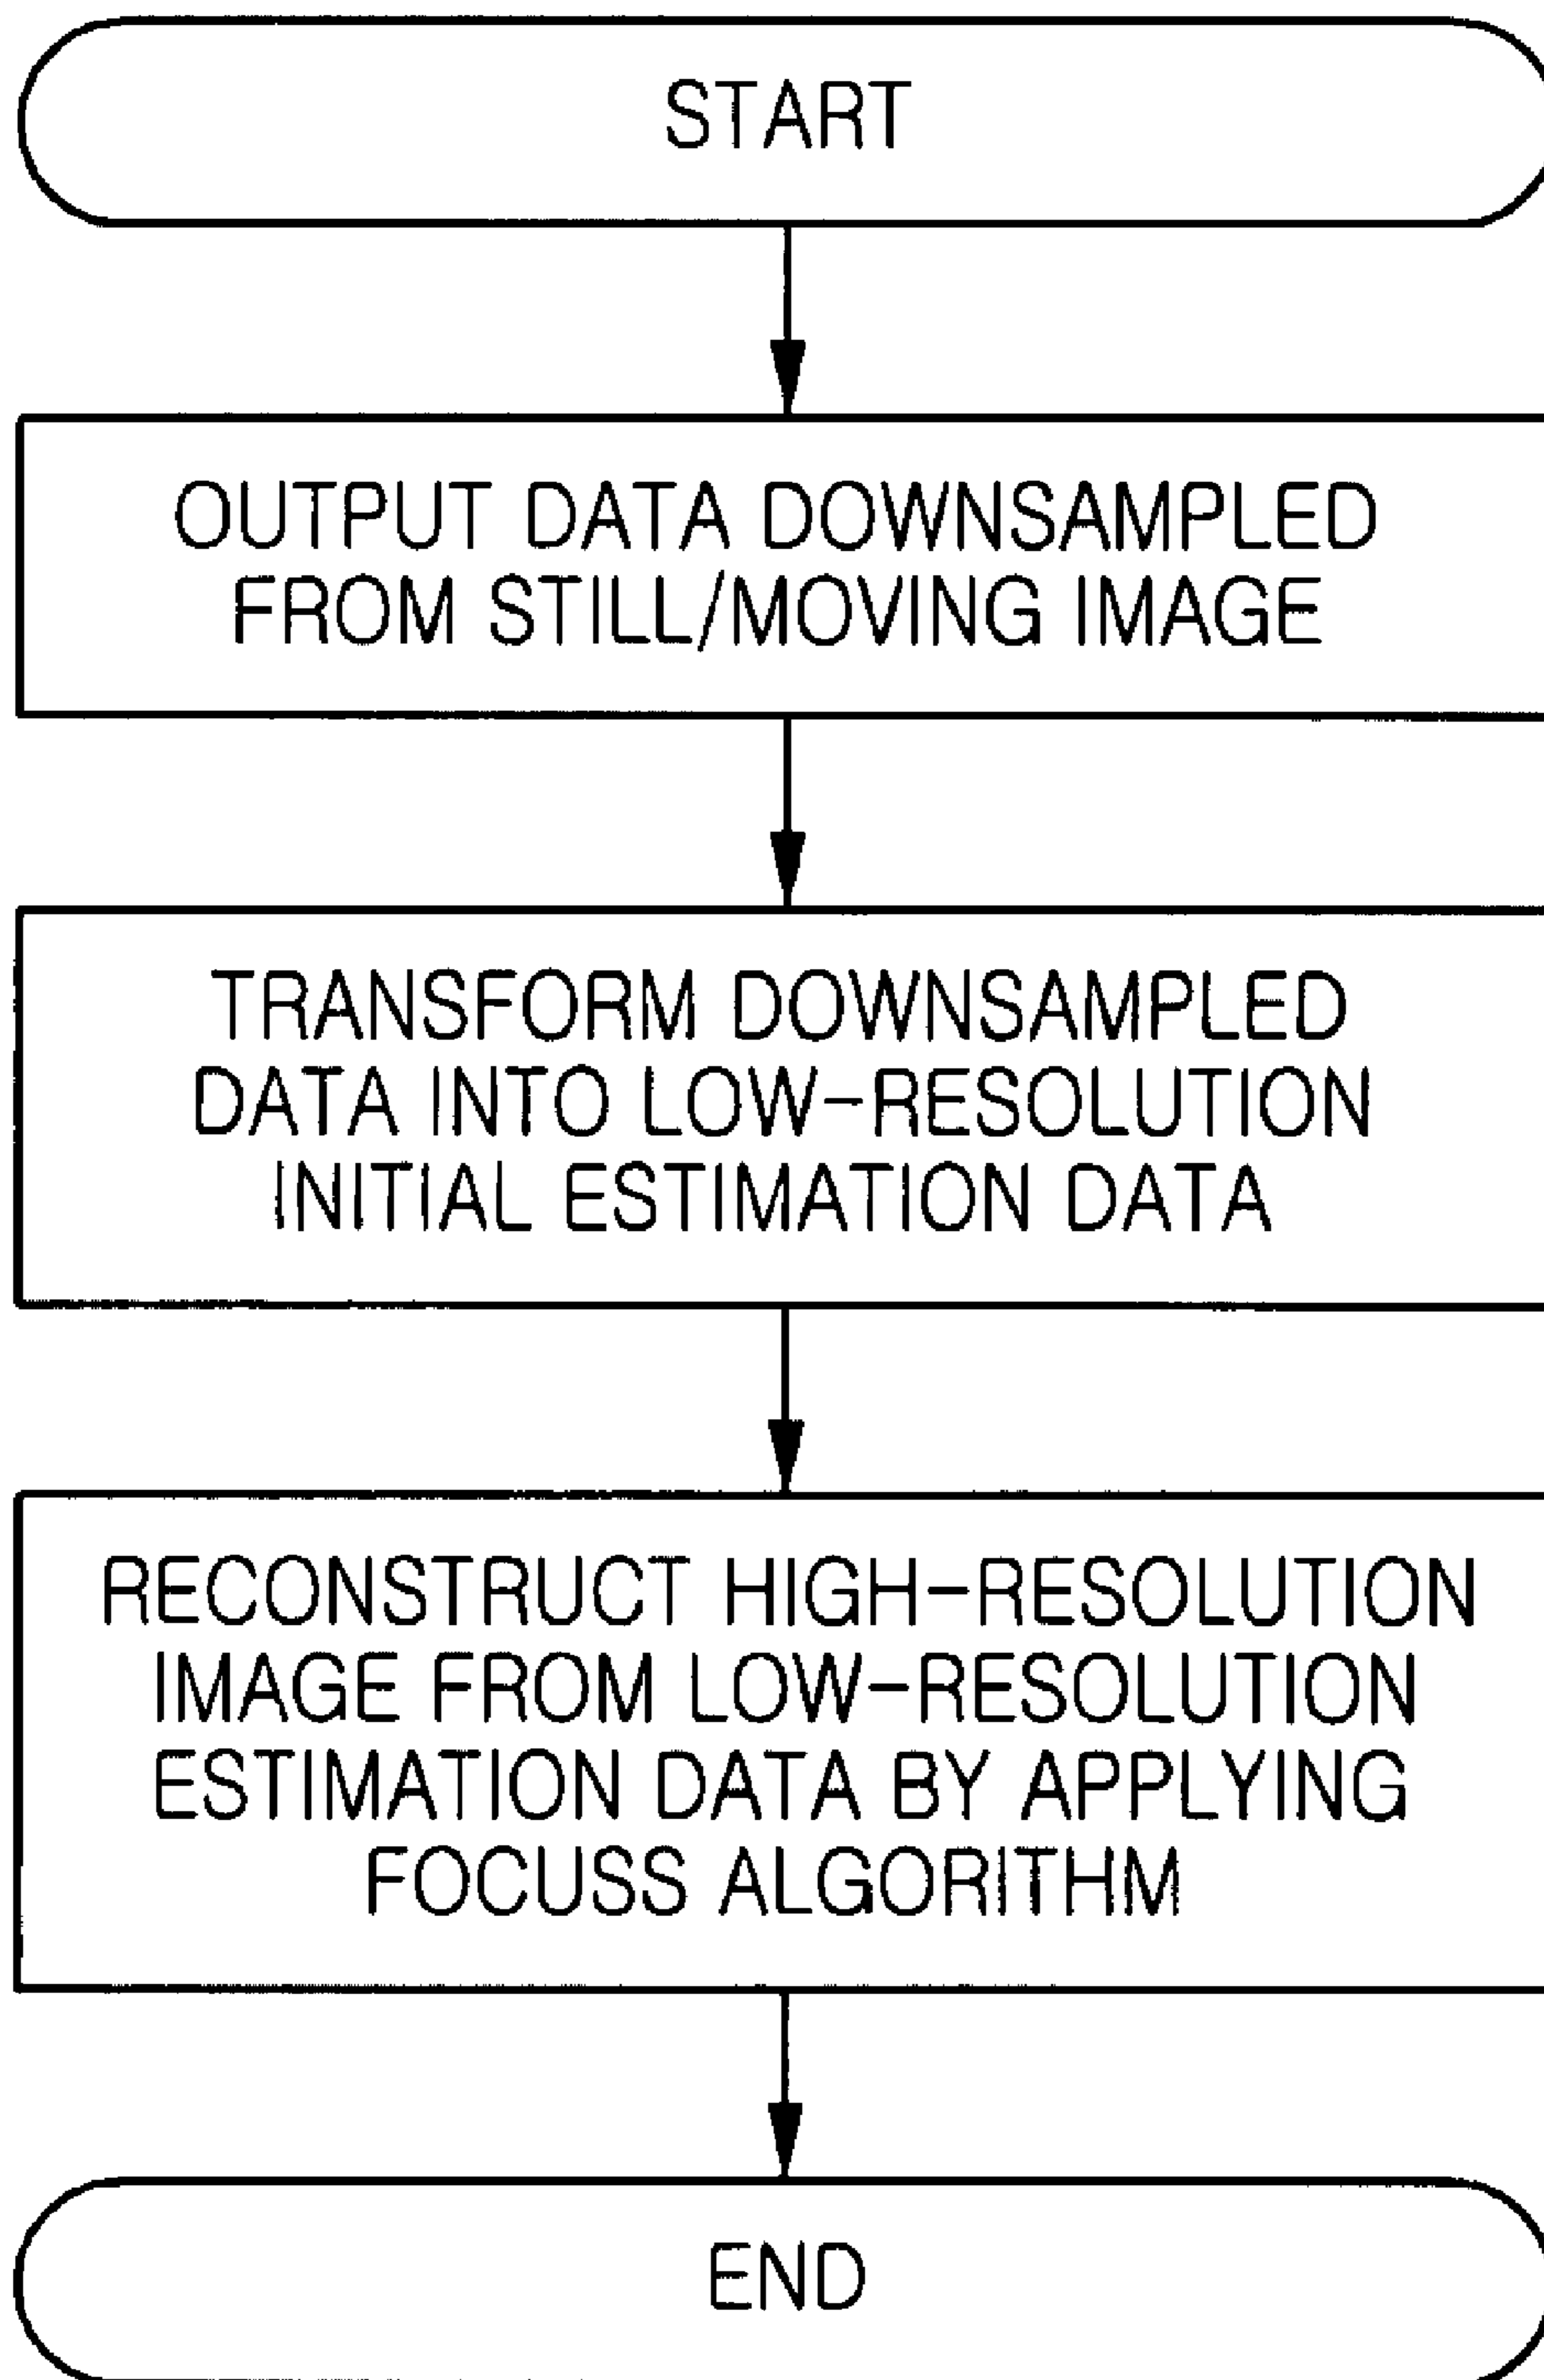 START
OUTPUT DATA DOWNSAMPLED
FROM STILL/MOVING IMAGE
TRANSFORM DOWNSAMPLED
DATA INTO LOW-RESOLUTION
INITIAL ESTIMATION DATA
RECONSTRUCT HIGH-RESOLUTION
IMAGE FROM LOW-RESOLUTION
ESTIMATION DATA BY APPLYING
FOCUSS ALGORITHM
END